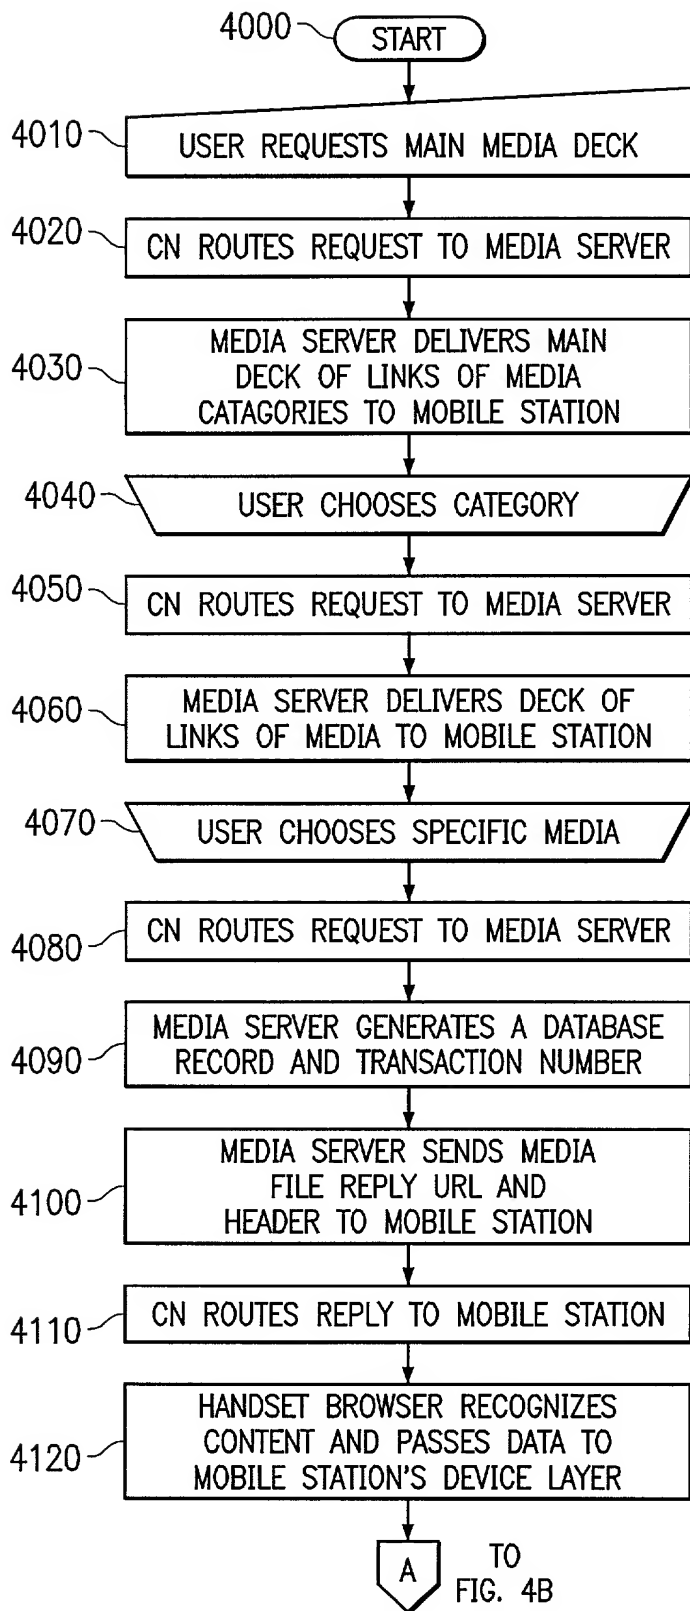 4000
START
4010
USER REQUESTS MAIN MEDIA DECK
4020
CN ROUTES REQUEST TO MEDIA SERVER
4030
MEDIA SERVER DELIVERS MAIN
DECK OF LINKS OF MEDIA
CATAGORIES TO MOBILE STATION
4040
USER CHOOSES CATEGORY
4050
CN ROUTES REQUEST TO MEDIA SERVER
4060
MEDIA SERVER DELIVERS DECK OF
LINKS OF MEDIA TO MOBILE STATION
4070
USER CHOOSES SPECIFIC MEDIA
4080
CN ROUTES REQUEST TO MEDIA SERVER
4090
MEDIA SERVER GENERATES A DATABASE
RECORD AND TRANSACTION NUMBER
4100
MEDIA SERVER SENDS MEDIA
FILE REPLY URL AND
HEADER TO MOBILE STATION
4110
CN ROUTES REPLY TO MOBILE STATION
4120
HANDSET BROWSER RECOGNIZES
CONTENT AND PASSES DATA TO
MOBILE STATION'S DEVICE LAYER
A
TO
FIG. 4B